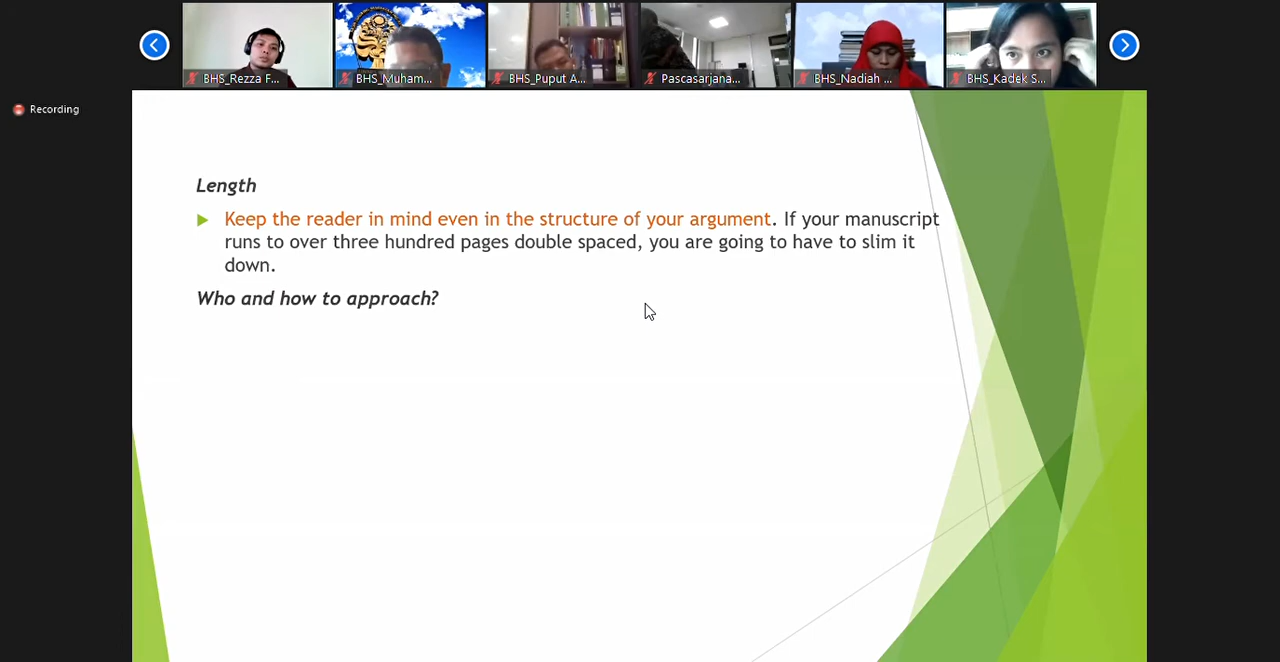 BHS_Rezza F...
BHS_Muham...
BHS_Puput A...
Pascasarjana...
BHS_Nadiah ...
BHS_Kadek S...
Recording
Length
Keep the reader in mind even in the structure of your argument. If your manuscript
runs to over three hundred pages double spaced, you are going to have to slim it
down.
Who and how to approach?